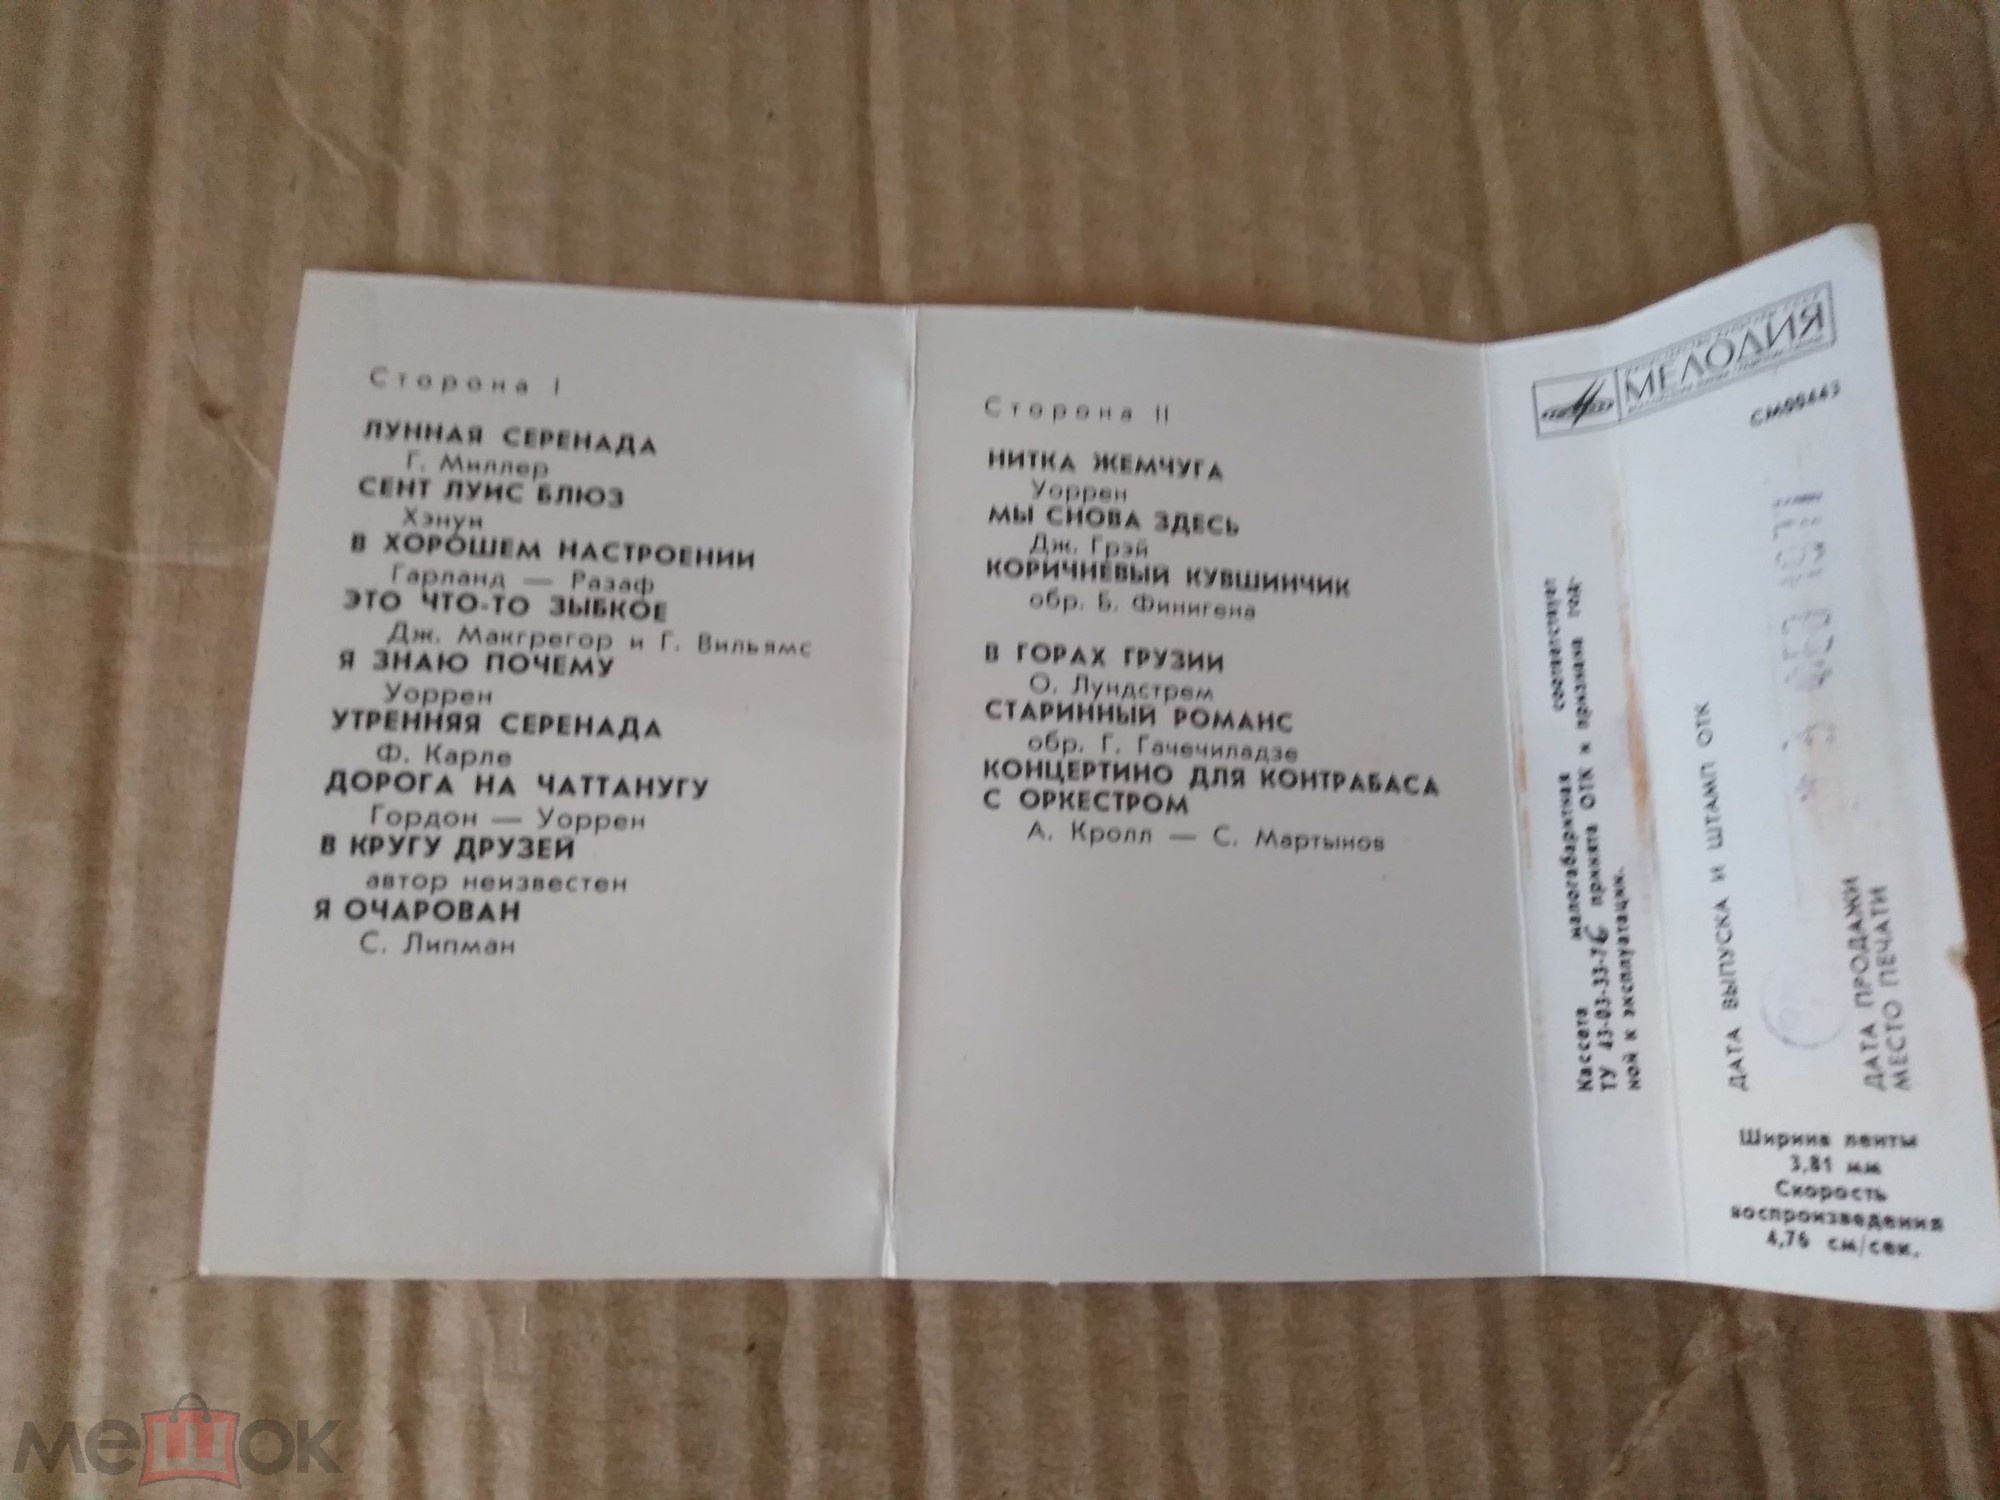 Сторона I
ЛУННАЯ СЕРЕНАДА
Г. Миллер
СЕНТ ЛУИС БЛЮЗ
Хэнун
В ХОРОШЕМ НАСТРОЕНИИ
Гарланд — Разаф
ЭТО ЧТО-ТО ЗЫБКОЕ
Дж. Макгрегор и Г. Вильямс
Я ЗНАЮ ПОЧЕМУ
Уоррен
УТРЕННЯЯ СЕРЕНАДА
Ф. Карле
ДОРОГА НА ЧАТТАНУГУ
Гордон — Уоррен
В КРУГУ ДРУЗЕЙ
автор неизвестен
Я ОЧАРОВАН
С. Липман
Сторона II
НИТКА ЖЕМЧУГА
Уоррен
МЫ СНОВА ЗДЕСЬ
Дж. Грэй
КОРИЧНЕВЫЙ КУВШИНЧИК
обр. Б. Финигена
В ГОРАХ ГРУЗИИ
О. Лундстрем
СТАРИННЫЙ РОМАНС
обр. Г. Гачечиладзе
КОНЦЕРТИНО ДЛЯ КОНТРАБАСА
С ОРКЕСТРОМ
А. Кролл — С. Мартынов
МЕЛОДИЯ
СМ00443
Кассета малогабаритная соответствует
ТУ 43-03-33-76 принята ОТК и признана год-
ной к эксплуатации.
ДАТА ВЫПУСКА И ШТАМП ОТК
ДАТА ПРОДАЖИ
МЕСТО ПЕЧАТИ
Ширина ленты
3,81 мм
Скорость
воспроизведения
4,76 см/сек.
мешок